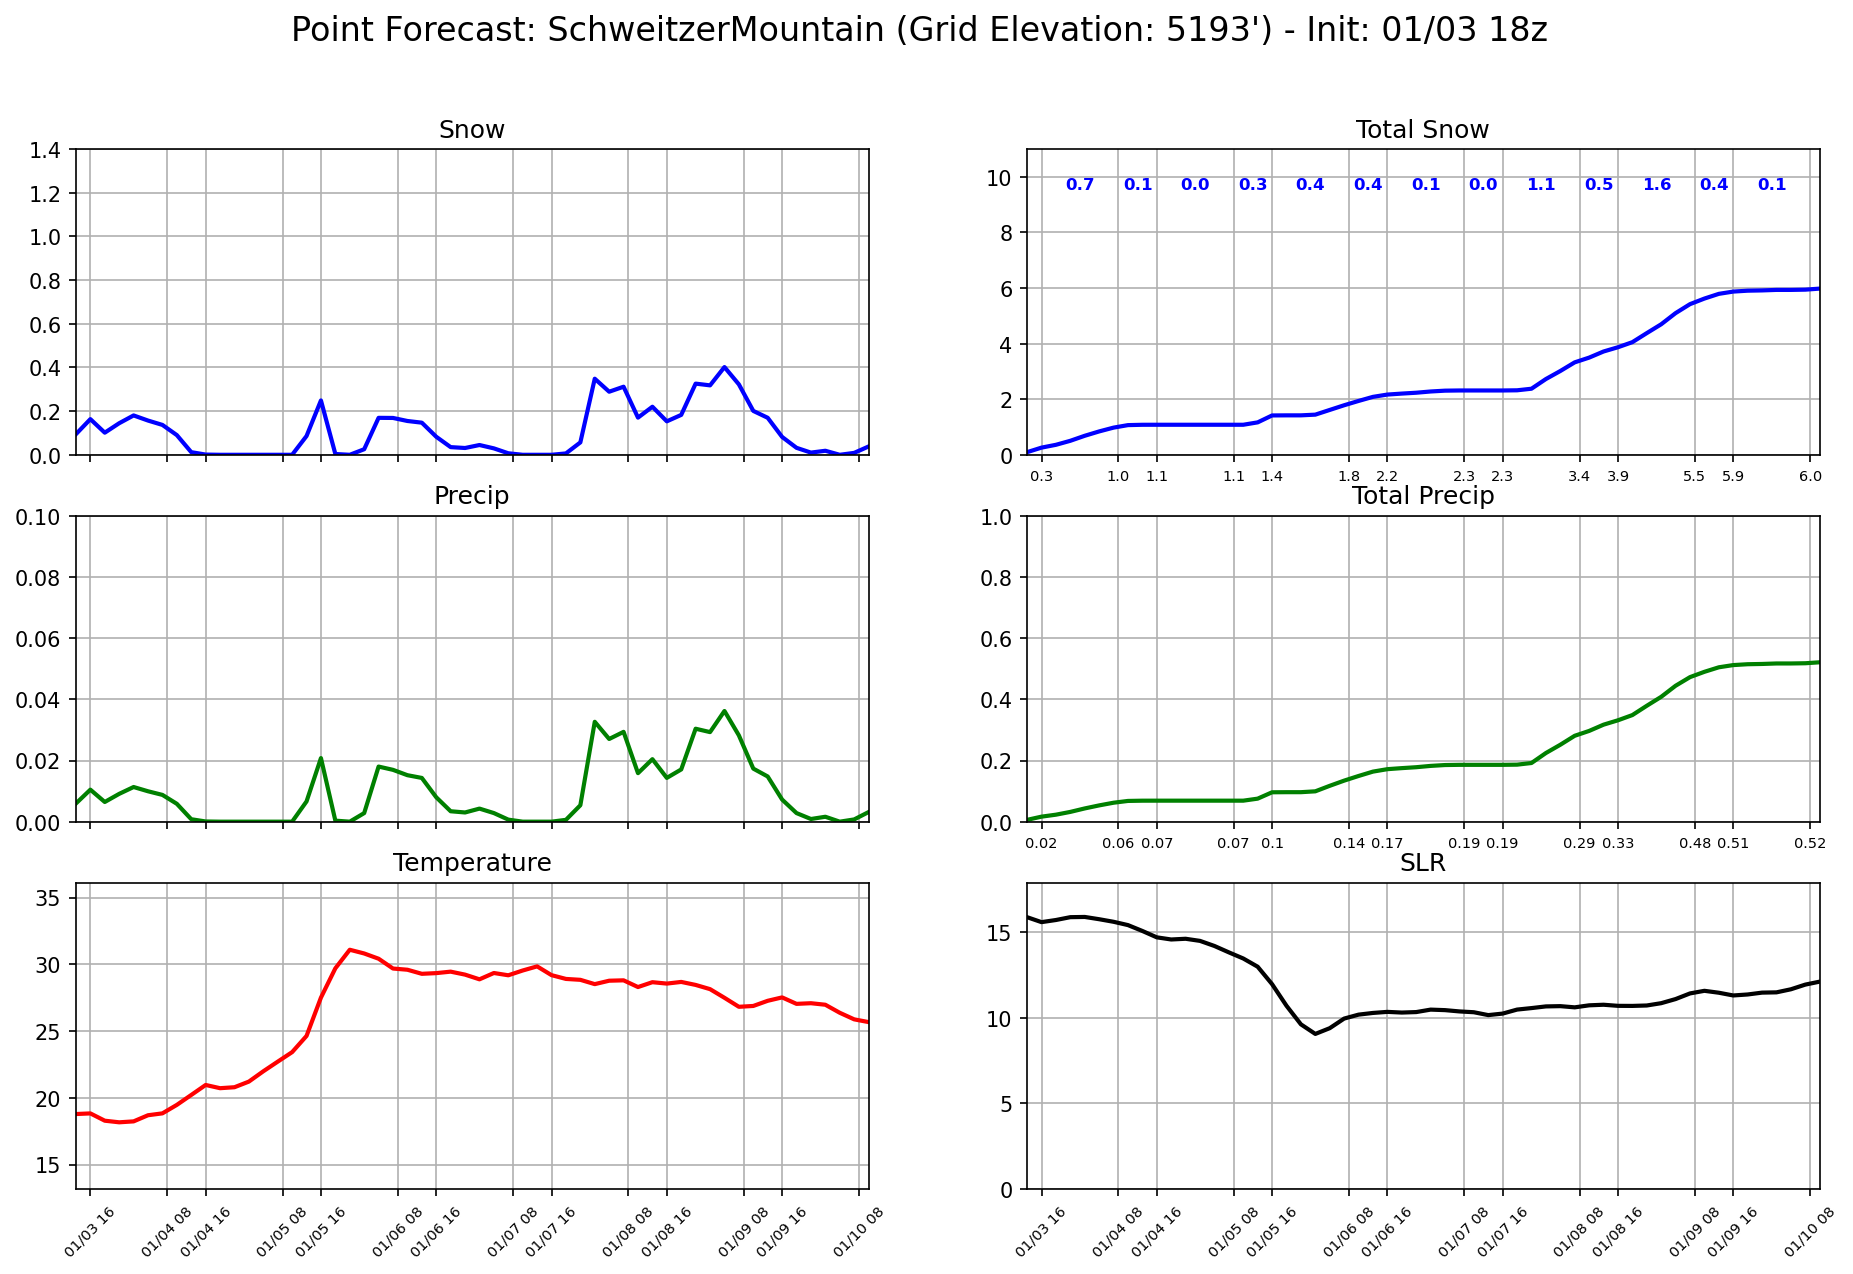 Point Forecast: SchweitzerMountain (Grid Elevation: 5193') - Init: 01/03 18z
Snow
1.4
1.2
1.0
0.8
0.6
0.4
0.2
0.0
Total Snow
10
8
6
4
2
0
0.7 0.1 0.0 0.3 0.4 0.4 0.1 0.0 1.1 0.5 1.6 0.4 0.1
0.3 1.0 1.1 1.1 1.4 1.8 2.2 2.3 2.3 3.4 3.9 5.5 5.9 6.0
Precip
0.10
0.08
0.06
0.04
0.02
0.00
Total Precip
1.0
0.8
0.6
0.4
0.2
0.0
0.02 0.06 0.07 0.07 0.1 0.14 0.17 0.19 0.19 0.29 0.33 0.48 0.51 0.52
Temperature
35
30
25
20
15
01/03 16 01/04 08 01/04 16 01/05 08 01/05 16 01/06 08 01/06 16 01/07 08 01/07 16 01/08 08 01/08 16 01/09 08 01/09 16 01/10 08
SLR
15
10
5
0
01/03 16 01/04 08 01/04 16 01/05 08 01/05 16 01/06 08 01/06 16 01/07 08 01/07 16 01/08 08 01/08 16 01/09 08 01/09 16 01/10 08